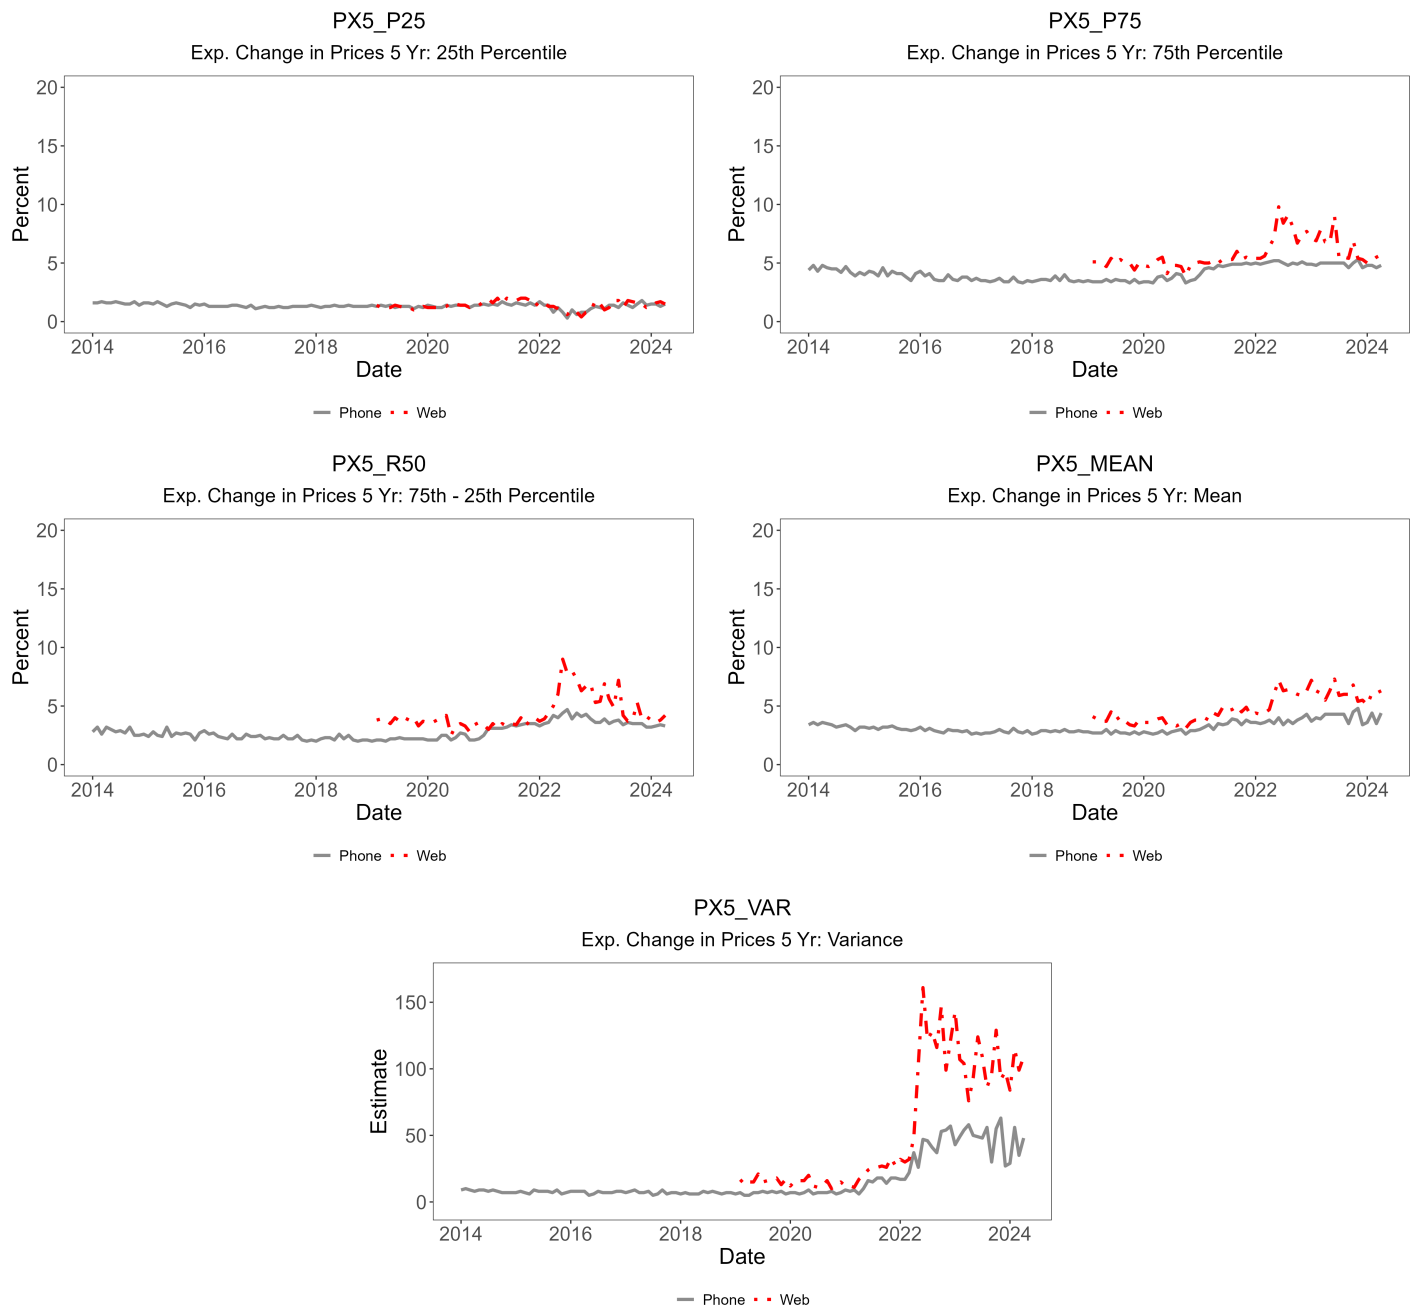 PX5_P25
Exp. Change in Prices 5 Yr: 25th Percentile
Percent
20
15
10
5
0
2014 2016 2018 2020 2022 2024
Date
Phone Web
PX5_P75
Exp. Change in Prices 5 Yr: 75th Percentile
Percent
20
15
10
5
0
2014 2016 2018 2020 2022 2024
Date
Phone Web
PX5_R50
Exp. Change in Prices 5 Yr: 75th - 25th Percentile
Percent
20
15
10
5
0
2014 2016 2018 2020 2022 2024
Date
Phone Web
PX5_MEAN
Exp. Change in Prices 5 Yr: Mean
Percent
20
15
10
5
0
2014 2016 2018 2020 2022 2024
Date
Phone Web
PX5_VAR
Exp. Change in Prices 5 Yr: Variance
Estimate
150
100
50
0
2014 2016 2018 2020 2022 2024
Date
Phone Web